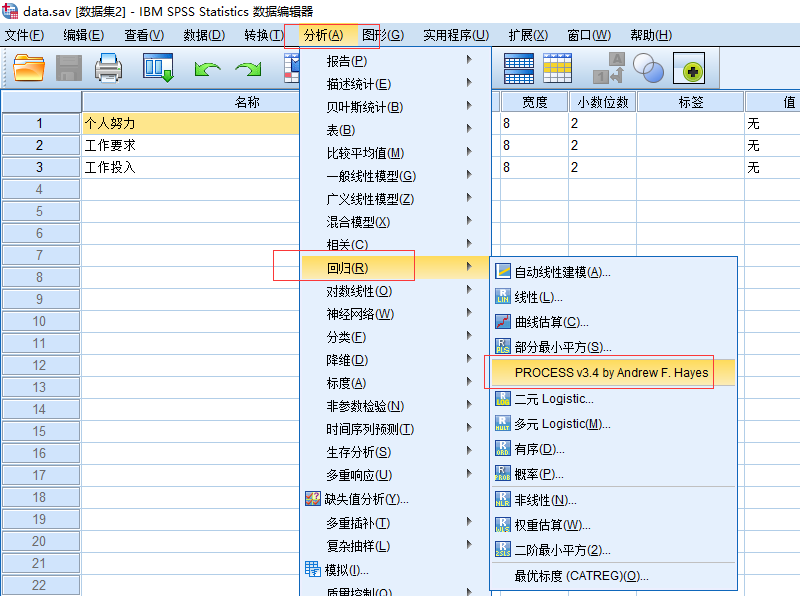 data.sav [数据集2] - IBM SPSS Statistics 数据编辑器
文件(F) 编辑(E) 查看(V) 数据(D) 转换(T) 分析(A) 图形(G) 实用程序(U) 扩展(X) 窗口(W) 帮助(H)
名称 宽度 小数位数 标签 值
1 个人努力 8 2 无
2 工作要求 8 2 无
3 工作投入 8 2 无
4
5
6
7
8
9
10
11
12
13
14
15
16
17
18
19
20
21
22
报告(P)
描述统计(E)
贝叶斯统计(B)
表(B)
比较平均值(M)
一般线性模型(G)
广义线性模型(Z)
混合模型(X)
相关(C)
回归(R)
对数线性(O)
神经网络(W)
分类(F)
降维(D)
标度(A)
非参数检验(N)
时间序列预测(T)
生存分析(S)
多重响应(U)
缺失值分析(Y)...
多重插补(T)
复杂抽样(L)
模拟(I)...
质量控制(Q)
自动线性建模(A)...
线性(L)...
曲线估算(C)...
部分最小平方(S)...
PROCESS v3.4 by Andrew F. Hayes
二元 Logistic...
多元 Logistic(M)...
有序(D)...
概率(P)...
非线性(N)...
权重估算(W)...
二阶最小平方(2)...
最优标度 (CATREG)(O)...